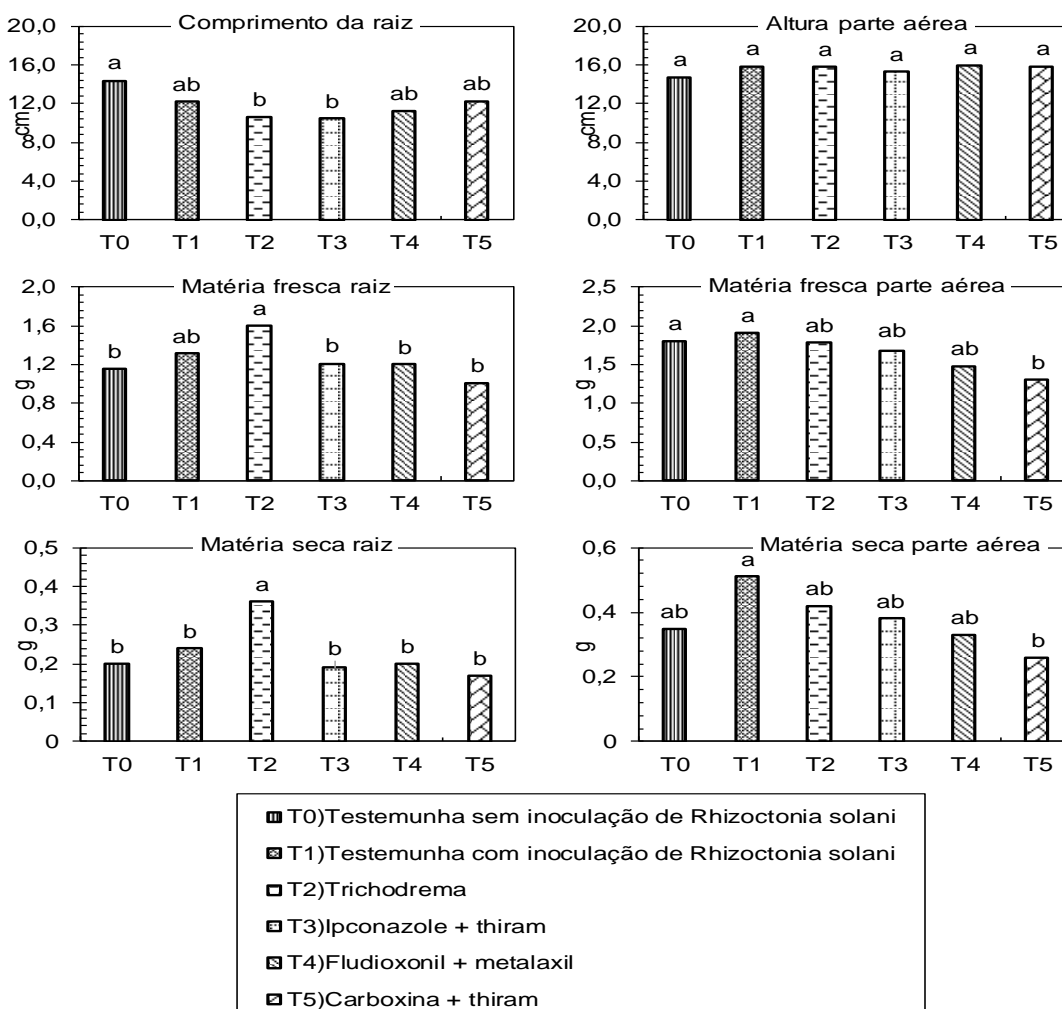 Comprimento da raiz
20,0
16,0
12,0
8,0
4,0
0,0
cm
a ab b b ab ab
T0 T1 T2 T3 T4 T5
Altura parte aérea
20,0
16,0
12,0
8,0
4,0
0,0
cm
a a a a a a
T0 T1 T2 T3 T4 T5
Matéria fresca raiz
2,0
1,6
1,2
0,8
0,4
0,0
g
b ab a b b b
T0 T1 T2 T3 T4 T5
Matéria fresca parte aérea
2,5
2,0
1,5
1,0
0,5
0,0
g
a a ab ab ab b
T0 T1 T2 T3 T4 T5
Matéria seca raiz
0,5
0,4
0,3
0,2
0,1
0
g
b b a b b b
T0 T1 T2 T3 T4 T5
Matéria seca parte aérea
0,6
0,4
0,2
0
g
ab a ab ab ab b
T0 T1 T2 T3 T4 T5
T0)Testemunha sem inoculação de Rhizoctonia solani
T1)Testemunha com inoculação de Rhizoctonia solani
T2)Trichodrema
T3)Ipconazole + thiram
T4)Fludioxonil + metalaxil
T5)Carboxina + thiram